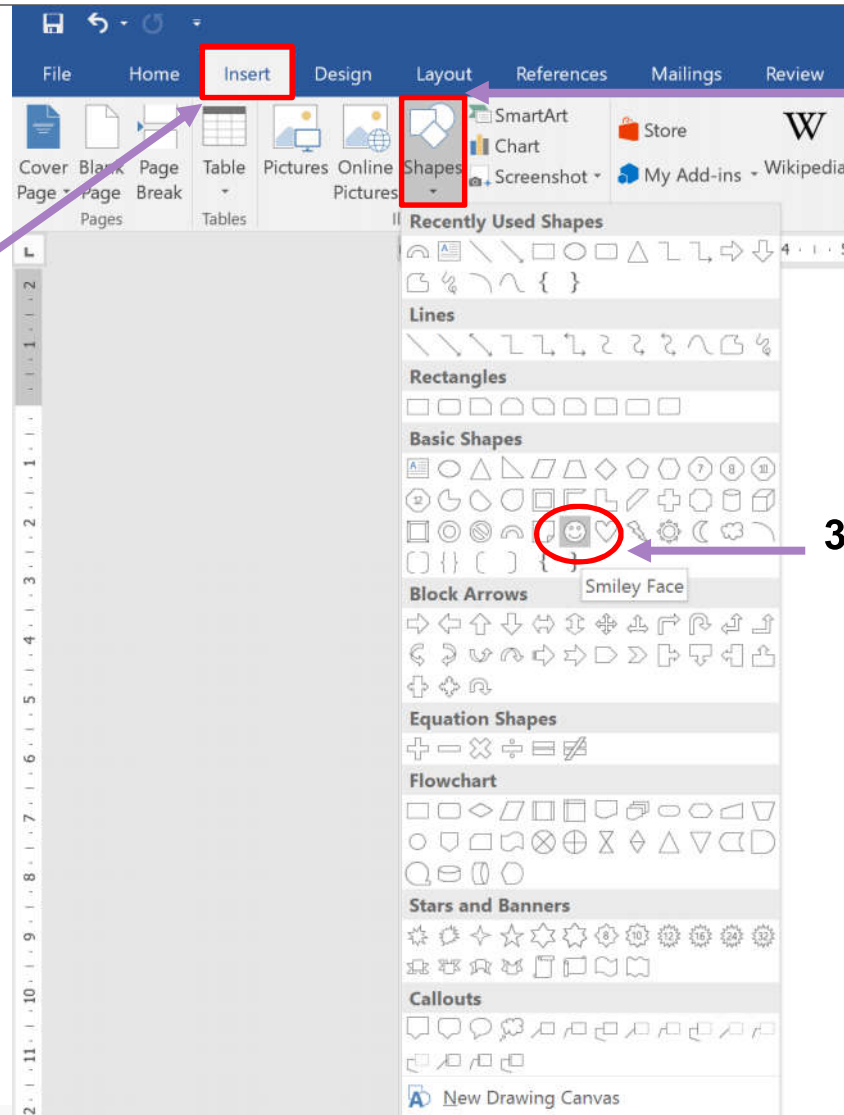 File Home Insert Design Layout References Mailings Review
Cover Page Blank Page Page Break Table Pictures Online Pictures Shapes SmartArt Chart Screenshot Store My Add-ins Wikipedia
Pages Tables
Recently Used Shapes
Lines
Rectangles
Basic Shapes
3
Smiley Face
Block Arrows
Equation Shapes
Flowchart
Stars and Banners
Callouts
New Drawing Canvas